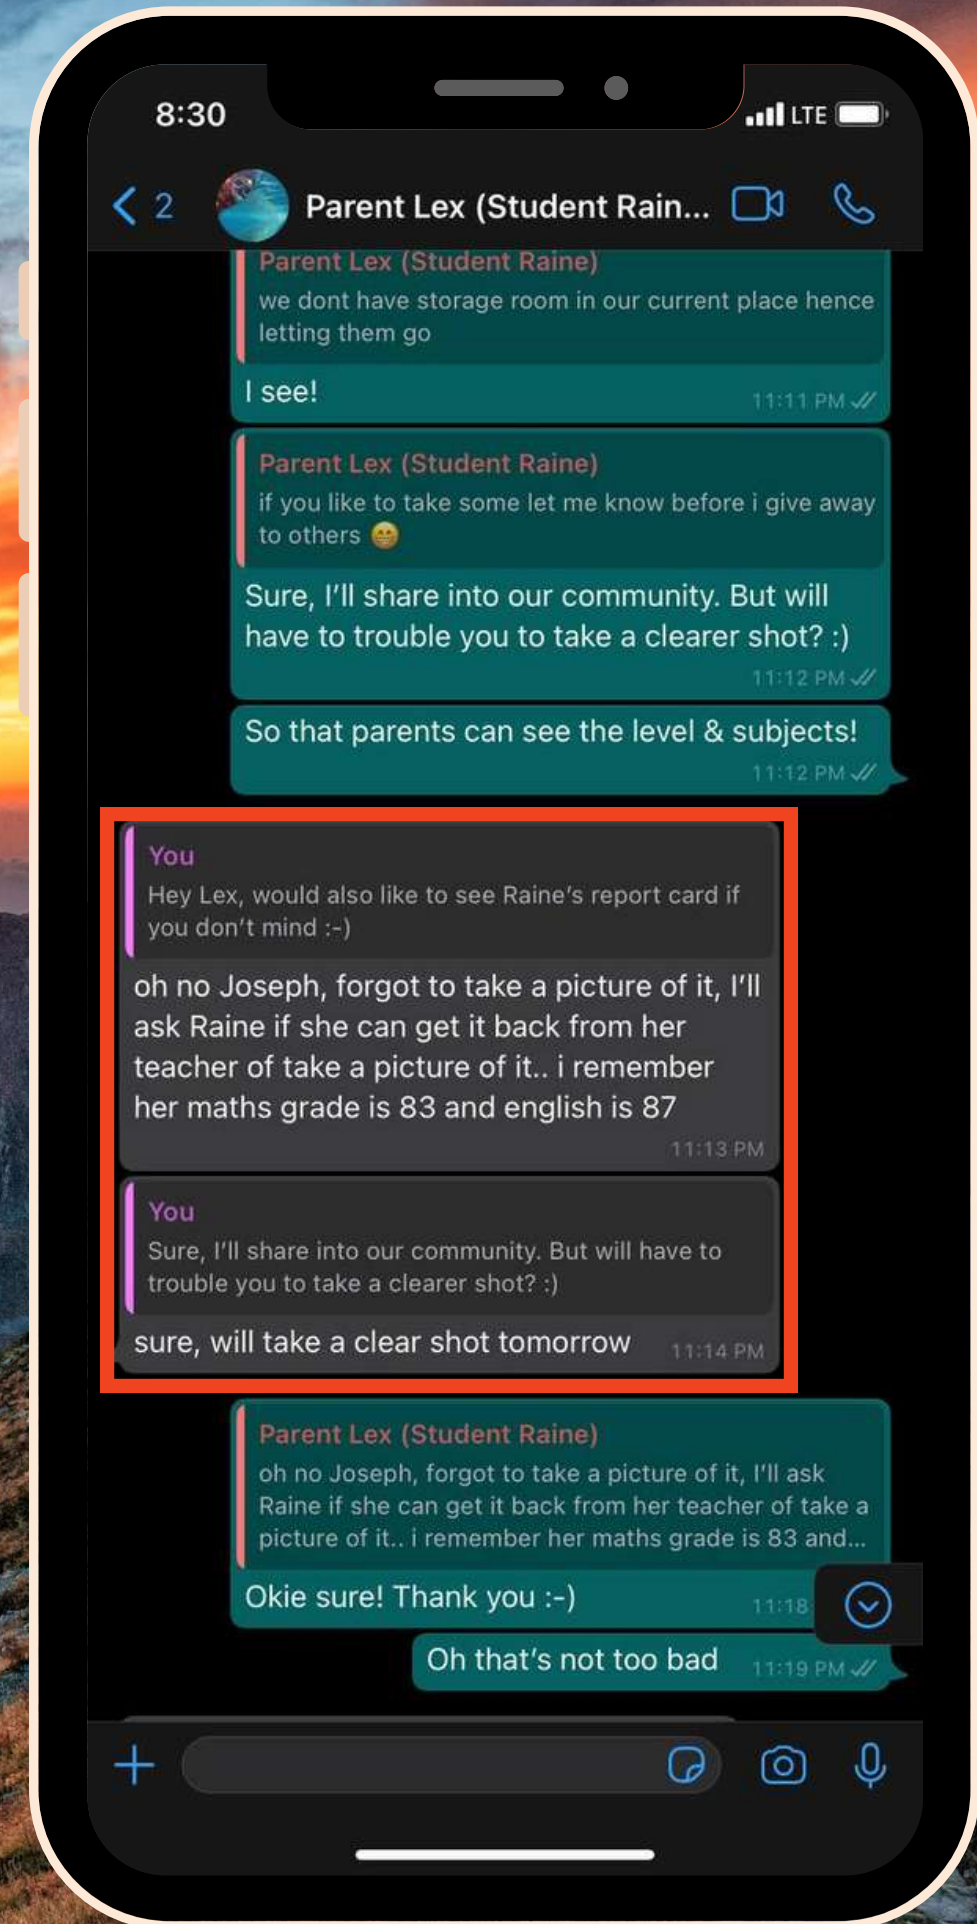 8:30
LTE
2
Parent Lex (Student Rain...
Parent Lex (Student Raine)
we dont have storage room in our current place hence
letting them go
I see!
11:11 PM
Parent Lex (Student Raine)
if you like to take some let me know before i give away
to others 😁
Sure, I'll share into our community. But will
have to trouble you to take a clearer shot? :)
11:12 PM
So that parents can see the level & subjects!
11:12 PM
You
Hey Lex, would also like to see Raine's report card if
you don't mind :-)
oh no Joseph, forgot to take a picture of it, I'll
ask Raine if she can get it back from her
teacher of take a picture of it.. i remember
her maths grade is 83 and english is 87
11:13 PM
You
Sure, I'll share into our community. But will have to
trouble you to take a clearer shot? :)
sure, will take a clear shot tomorrow
11:14 PM
Parent Lex (Student Raine)
oh no Joseph, forgot to take a picture of it, I'll ask
Raine if she can get it back from her teacher of take a
picture of it.. i remember her maths grade is 83 and...
Okie sure! Thank you :-)
11:18
Oh that's not too bad
11:19 PM